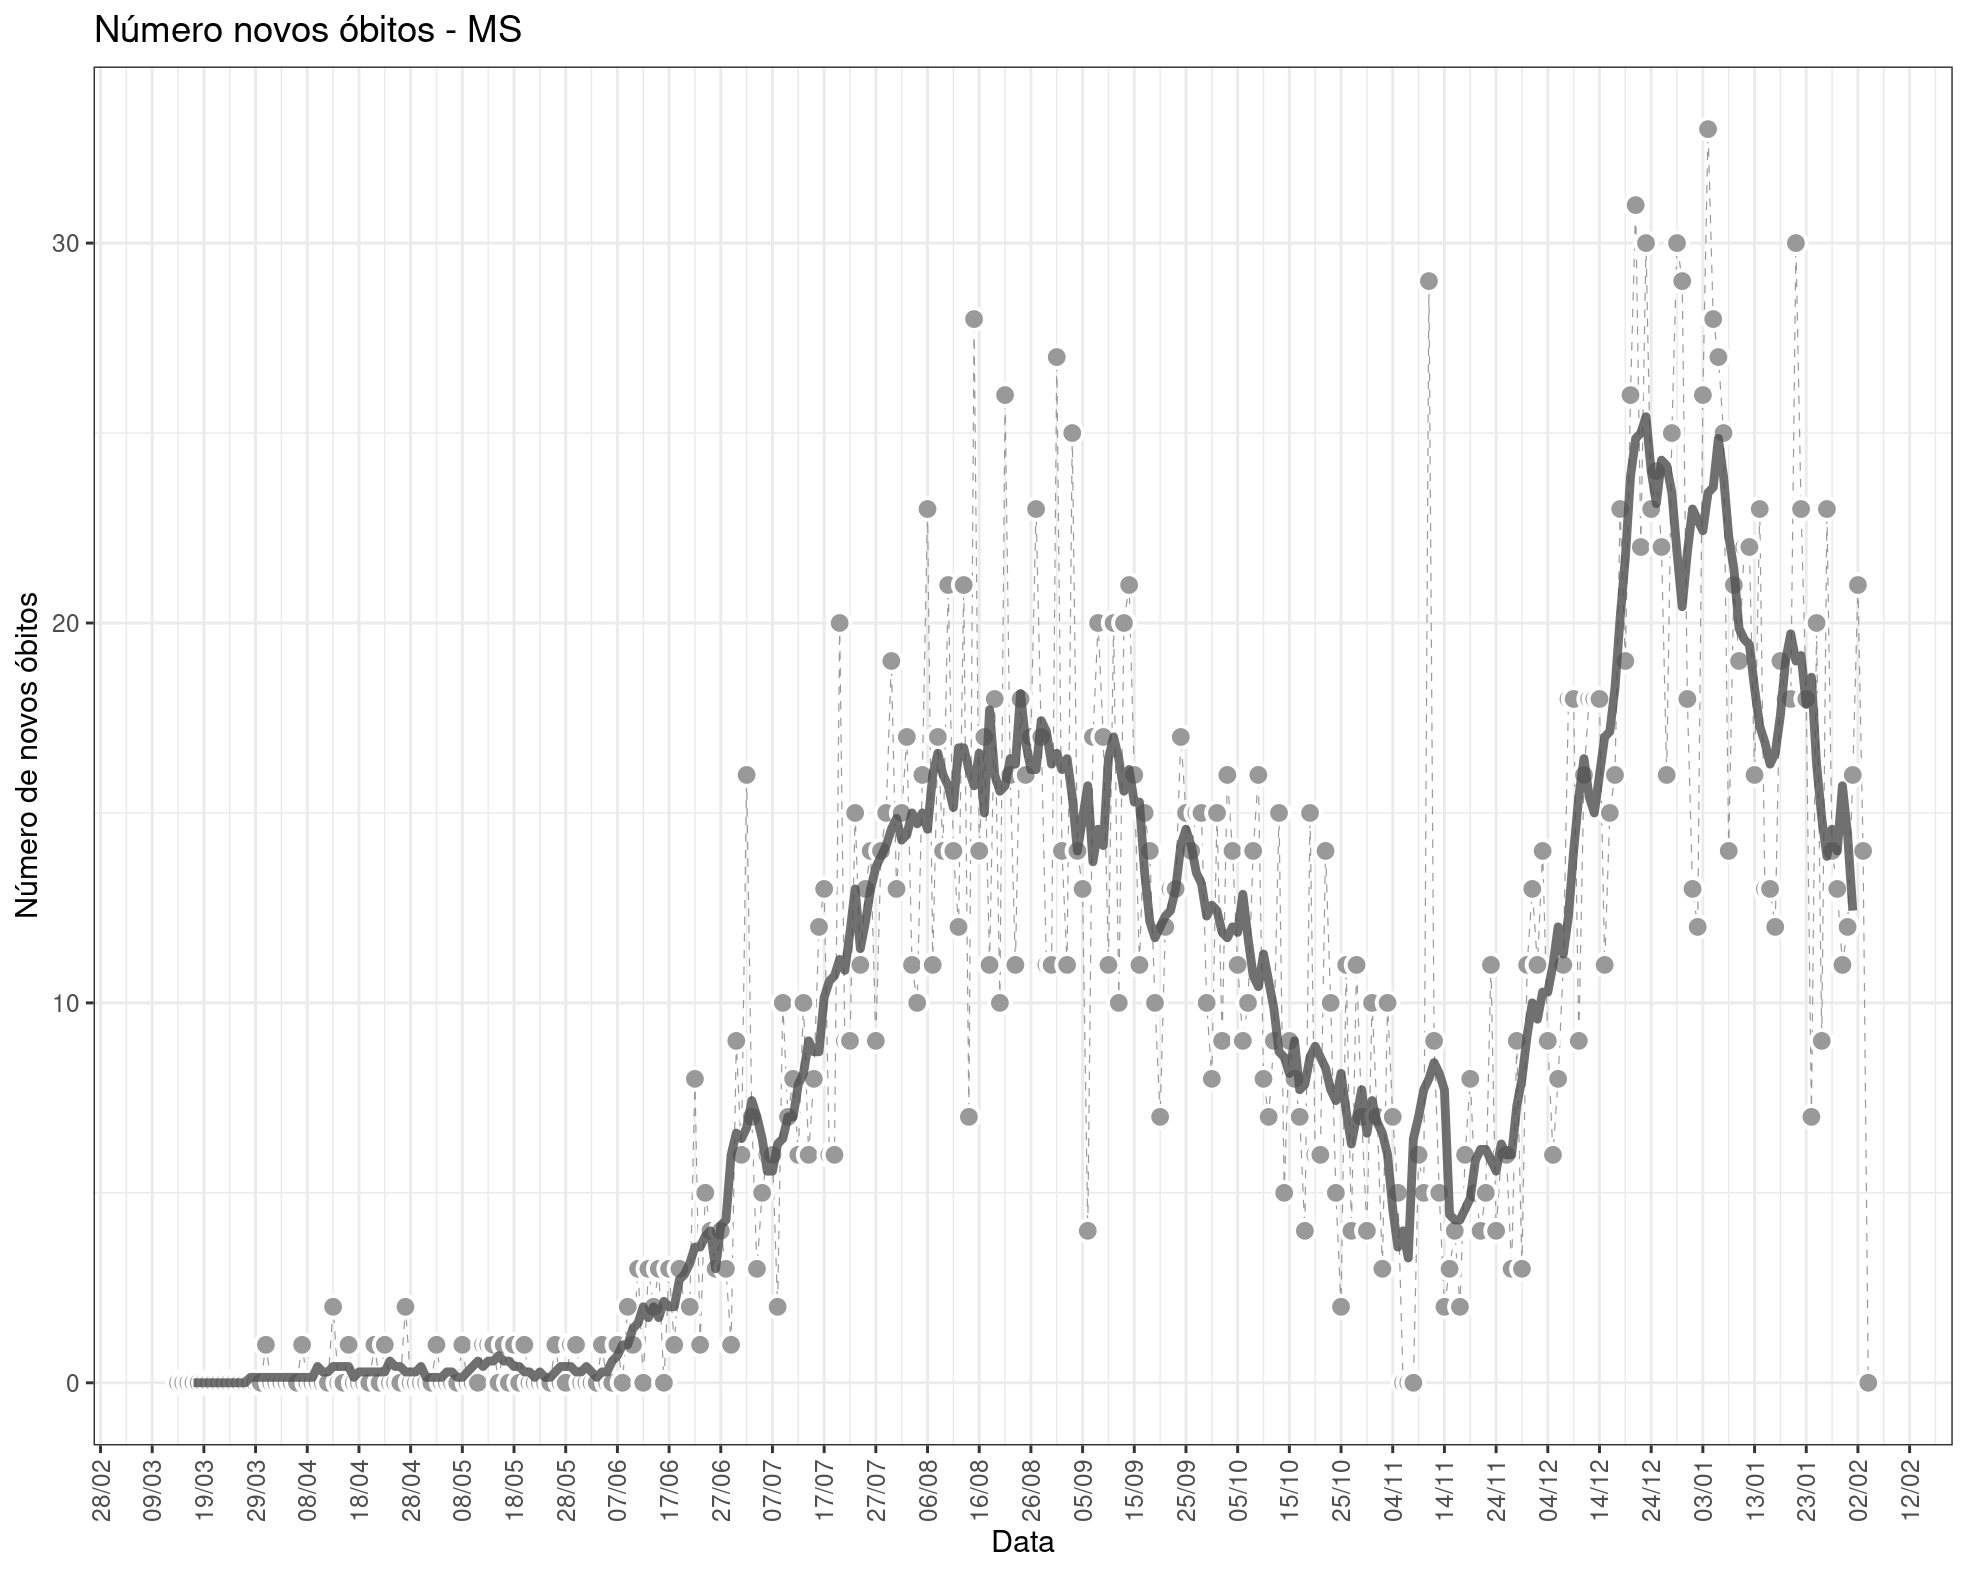 Número novos óbitos - MS
Número de novos óbitos
30
20
10
0
28/02 09/03 19/03 29/03 08/04 18/04 28/04 08/05 18/05 28/05 07/06 17/06 27/06 07/07 17/07 27/07 06/08 16/08 26/08 05/09 15/09 25/09 05/10 15/10 25/10 04/11 14/11 24/11 04/12 14/12 24/12 03/01 13/01 23/01 02/02 12/02
Data